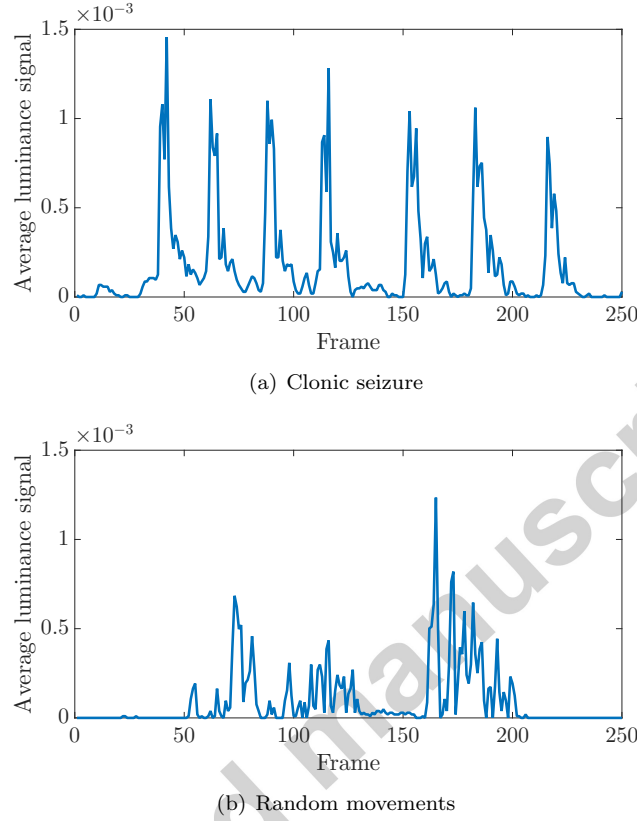 ×10⁻³
1.5
1
0.5
0
Average luminance signal
0 50 100 150 200 250
Frame
(a) Clonic seizure
×10⁻³
1.5
1
0.5
0
Average luminance signal
0 50 100 150 200 250
Frame
(b) Random movements
d manuscr